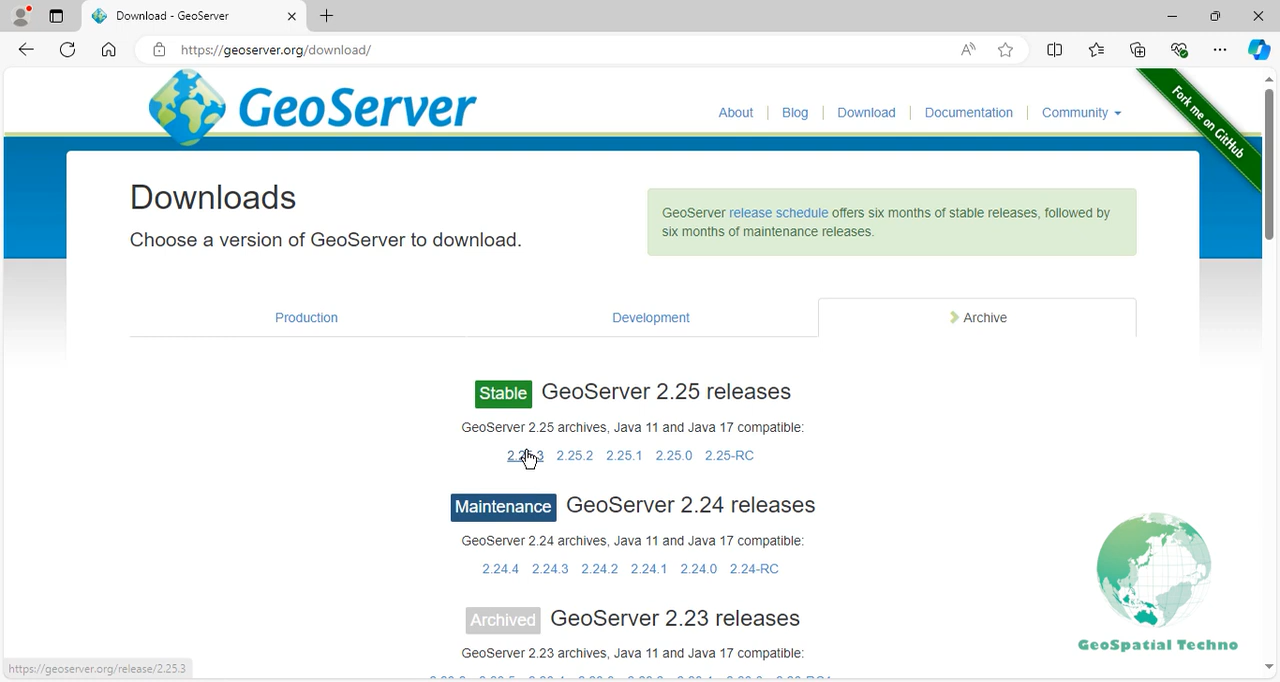 Download - GeoServer
https://geoserver.org/download/
GeoServer
About Blog Download Documentation Community
Fork me on GitHub
Downloads
Choose a version of GeoServer to download.
GeoServer release schedule offers six months of stable releases, followed by
six months of maintenance releases.
Production Development Archive
Stable GeoServer 2.25 releases
GeoServer 2.25 archives, Java 11 and Java 17 compatible:
2.25.3 2.25.2 2.25.1 2.25.0 2.25-RC
Maintenance GeoServer 2.24 releases
GeoServer 2.24 archives, Java 11 and Java 17 compatible:
2.24.4 2.24.3 2.24.2 2.24.1 2.24.0 2.24-RC
Archived GeoServer 2.23 releases
GeoServer 2.23 archives, Java 11 and Java 17 compatible:
GeoSpatial Techno
https://geoserver.org/release/2.25.3